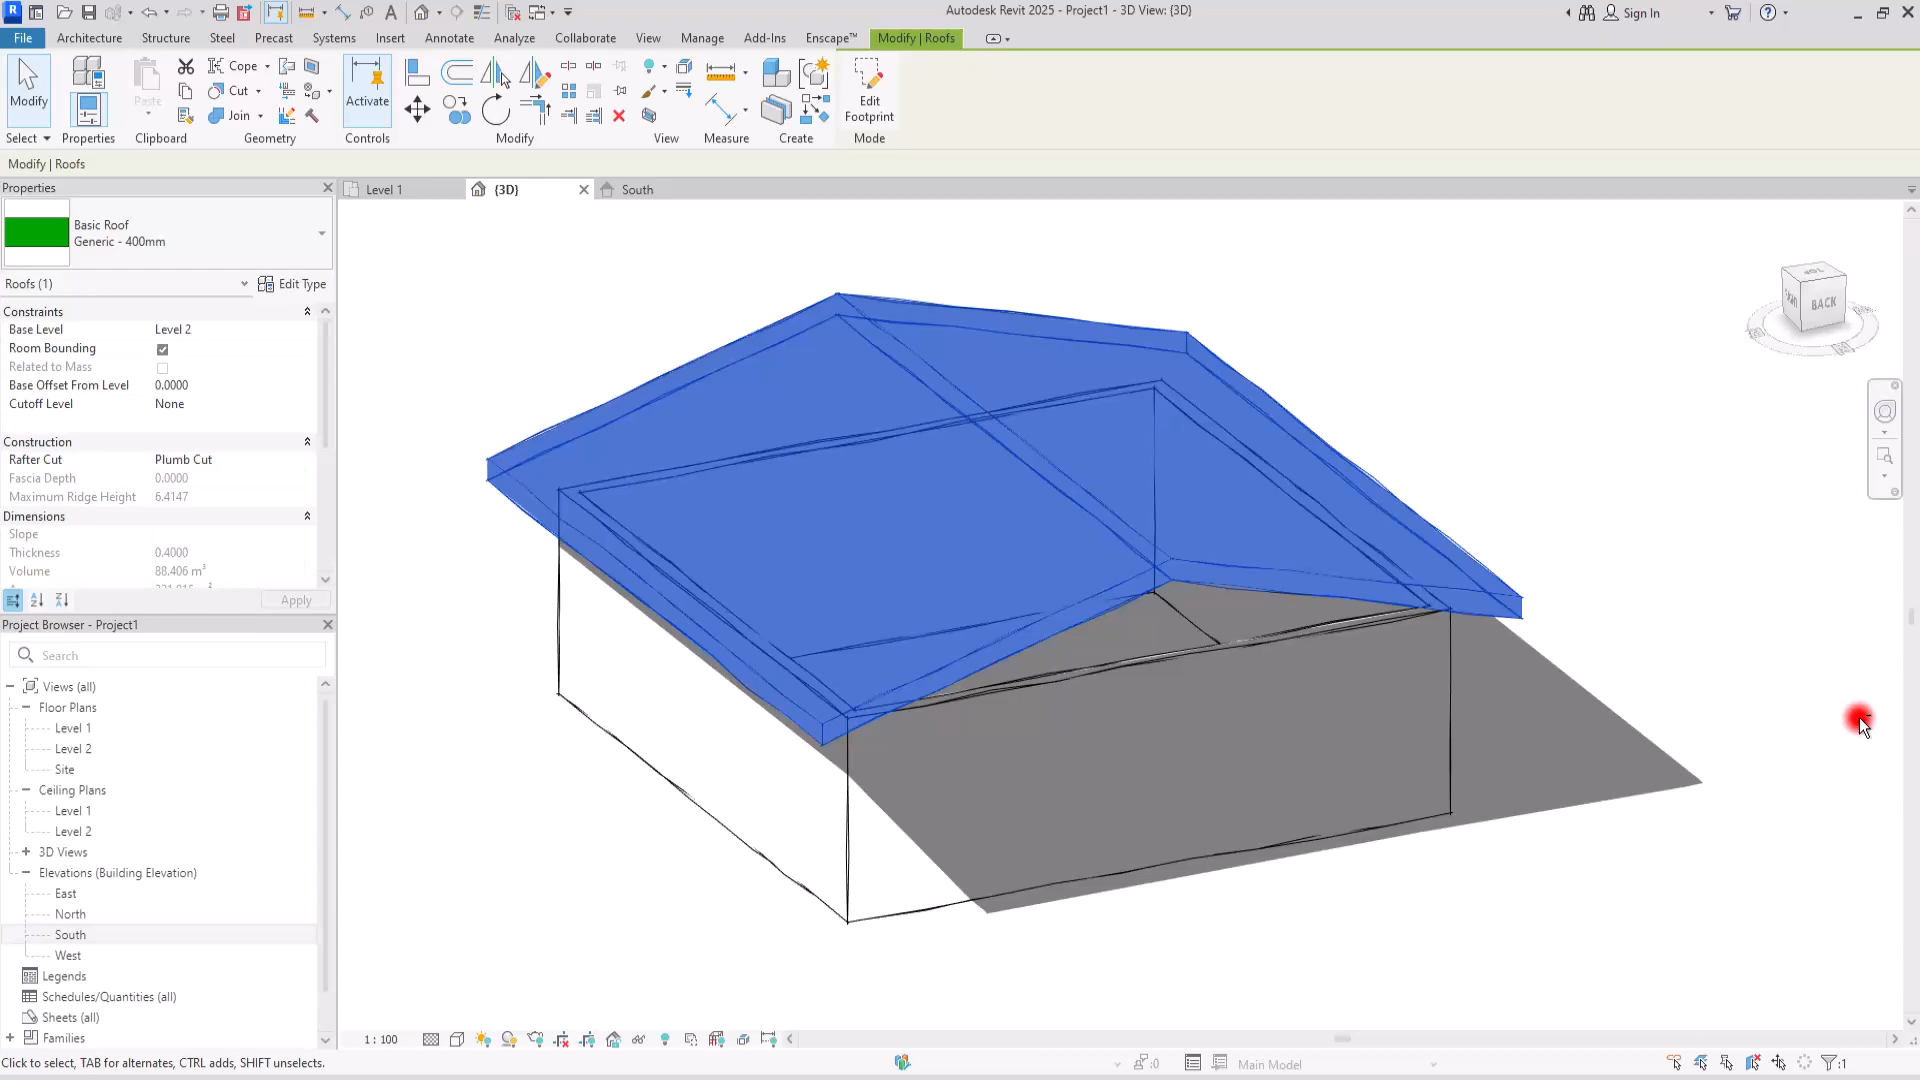 Autodesk Revit 2025 - Project1 - 3D View: {3D}
Sign In
File
Architecture
Structure
Steel
Precast
Systems
Insert
Annotate
Analyze
Collaborate
View
Manage
Add-Ins
Enscape™
Modify | Roofs
Modify
Paste
Cope
Cut
Join
Activate
Edit
Footprint
Select
Properties
Clipboard
Geometry
Controls
Modify
View
Measure
Create
Mode
Modify | Roofs
Properties
Level 1
{3D}
South
Basic Roof
Generic - 400mm
Roofs (1)
Edit Type
Constraints
Base Level Level 2
Room Bounding
Related to Mass
Base Offset From Level 0.0000
Cutoff Level None
Construction
Rafter Cut Plumb Cut
Fascia Depth 0.0000
Maximum Ridge Height 6.4147
Dimensions
Slope
Thickness 0.4000
Volume 88.406 m³
Apply
Project Browser - Project1
Search
Views (all)
Floor Plans
Level 1
Level 2
Site
Ceiling Plans
Level 1
Level 2
3D Views
Elevations (Building Elevation)
East
North
South
West
Legends
Schedules/Quantities (all)
Sheets (all)
Families
TOP
BACK
1 : 100
Click to select, TAB for alternates, CTRL adds, SHIFT unselects.
:0
Main Model
:1